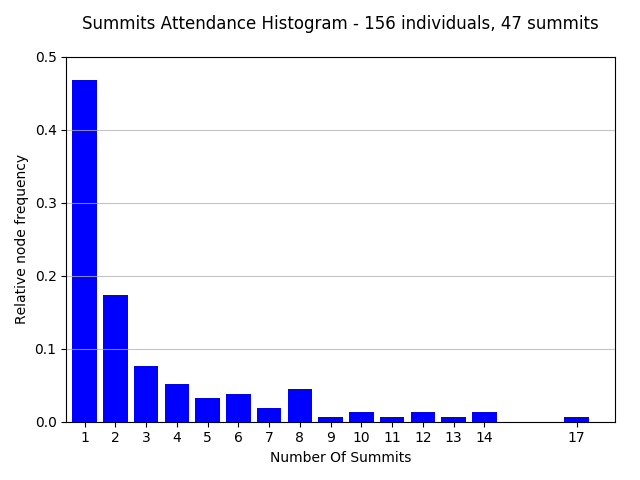 Summits Attendance Histogram - 156 individuals, 47 summits
0.5
0.4
0.3
0.2
0.1
0.0
Relative node frequency
1 2 3 4 5 6 7 8 9 10 11 12 13 14 17
Number Of Summits